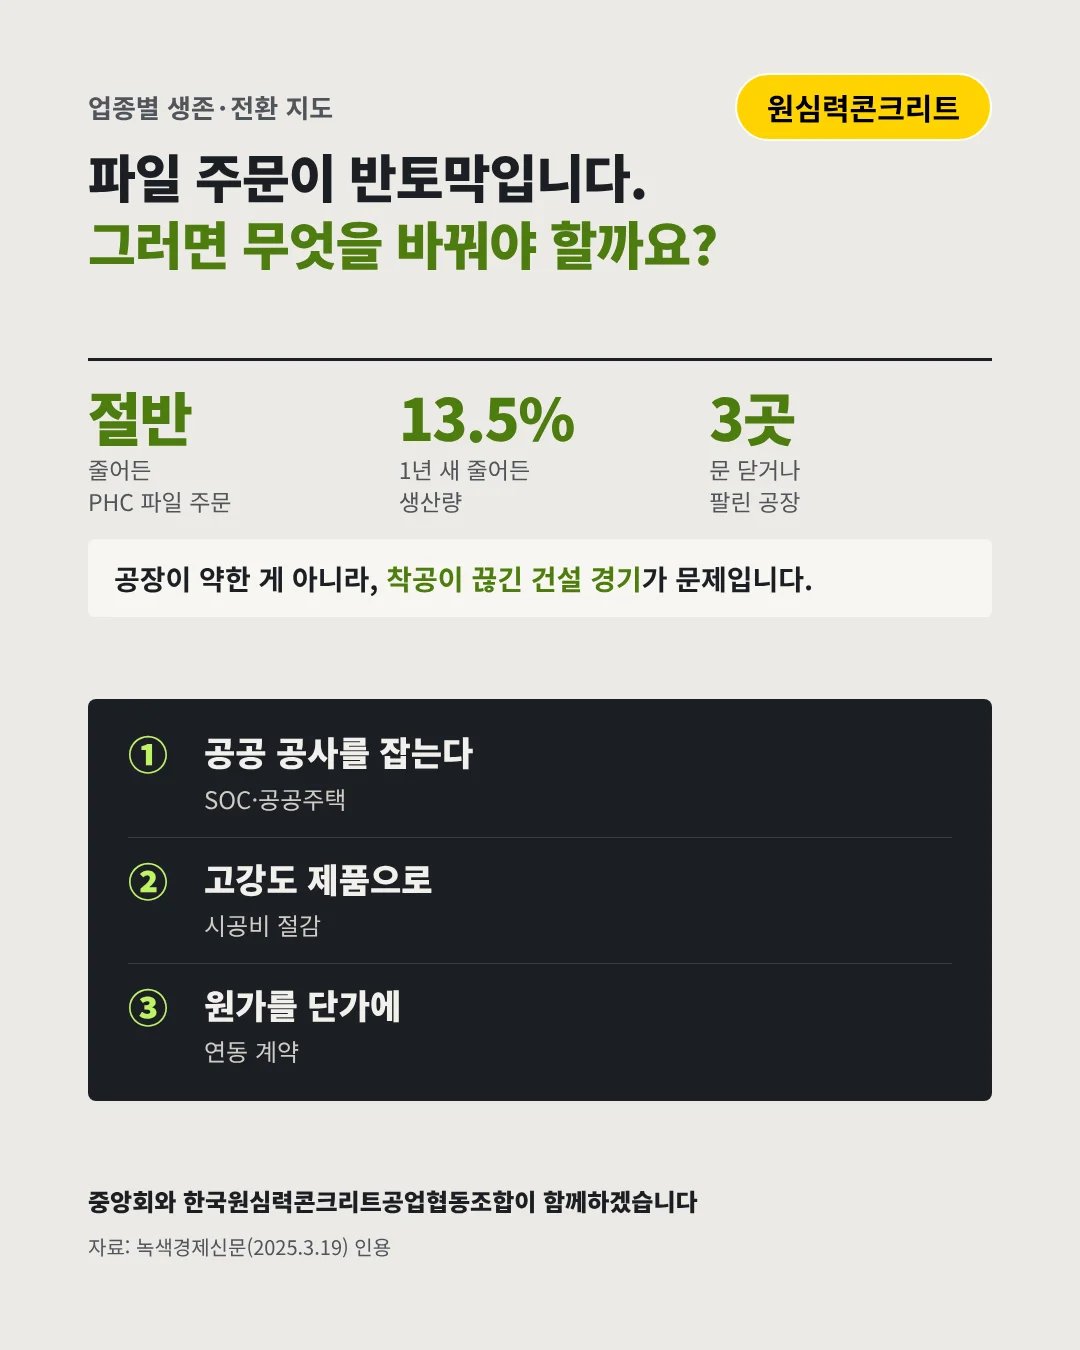 업종별 생존·전환 지도
원심력콘크리트
파일 주문이 반토막입니다.
그러면 무엇을 바꿔야 할까요?
절반
줄어든
PHC 파일 주문
13.5%
1년 새 줄어든
생산량
3곳
문 닫거나
팔린 공장
공장이 약한 게 아니라, 착공이 끊긴 건설 경기가 문제입니다.
① 공공 공사를 잡는다
SOC·공공주택
② 고강도 제품으로
시공비 절감
③ 원가를 단가에
연동 계약
중앙회와 한국원심력콘크리트공업협동조합이 함께하겠습니다
자료: 녹색경제신문(2025.3.19) 인용